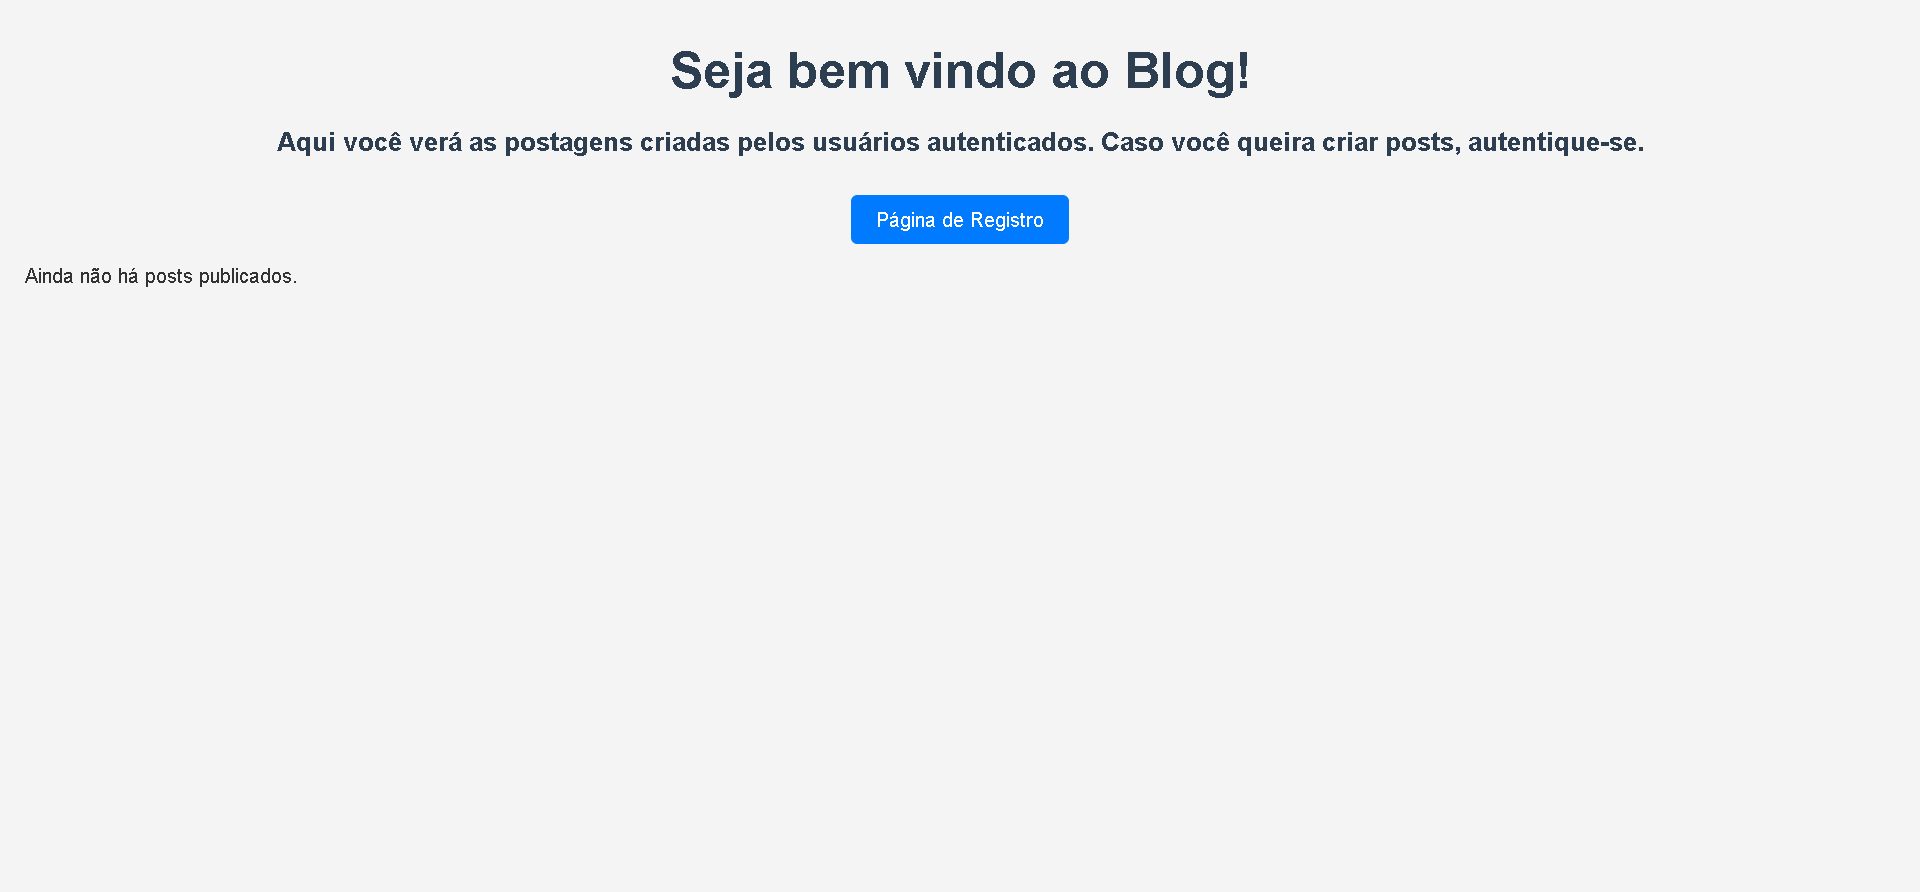 Seja bem vindo ao Blog!
Aqui você verá as postagens criadas pelos usuários autenticados. Caso você queira criar posts, autentique-se.
Página de Registro
Ainda não há posts publicados.